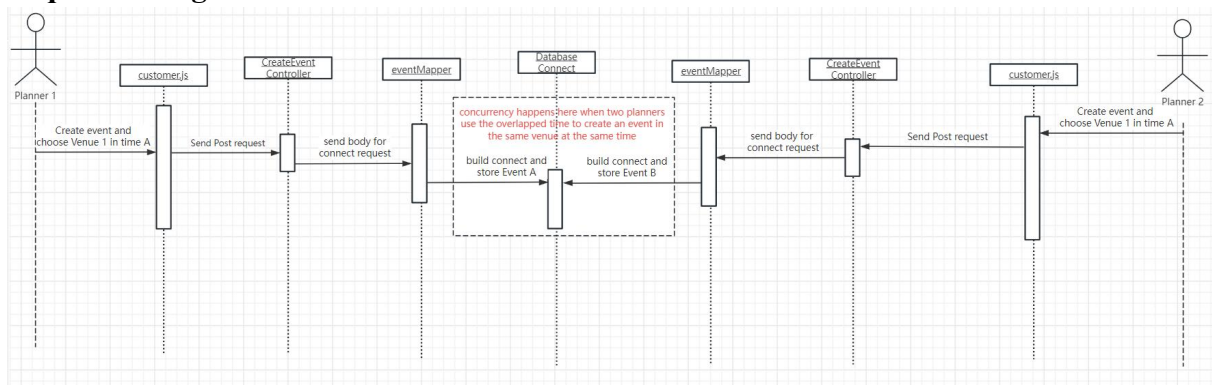 Planner 1
customer.js
CreateEvent
Controller
eventMapper
Database
Connect
eventMapper
CreateEvent
Controller
customer.js
Planner 2
Create event and
choose Venue 1 in time A
Send Post request
send body for
connect request
build connect and
store Event A
concurrency happens here when two planners
use the overlapped time to create an event in
the same venue at the same time
build connect and
store Event B
send body for
connect request
Send Post request
Create event and
choose Venue 1 in time A